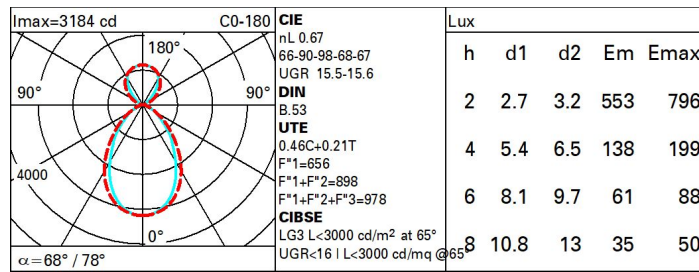 Imax=3184 cd C0-180
180°
90° 90°
4000
0°
α=68° / 78°
CIE
nL 0.67
66-90-98-68-67
UGR 15.5-15.6
DIN
B.53
UTE
0.46C+0.21T
F"1=656
F"1+F"2=898
F"1+F"2+F"3=978
CIBSE
LG3 L<3000 cd/m² at 65°
UGR<16 | L<3000 cd/mq @65°
Lux
h d1 d2 Em Emax
2 2.7 3.2 553 796
4 5.4 6.5 138 199
6 8.1 9.7 61 88
8 10.8 13 35 50